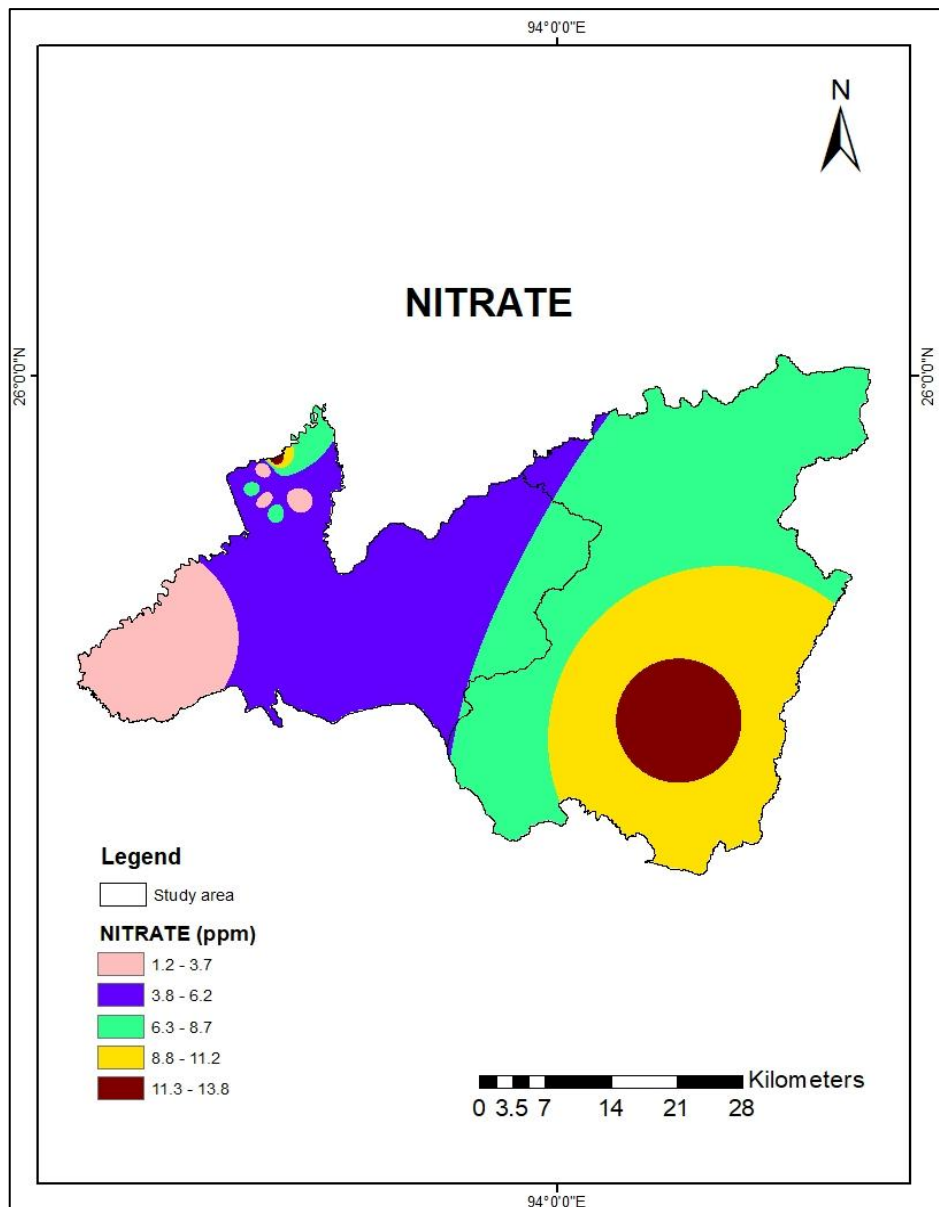 94°0'0"E
N
NITRATE
26°0'0"N
26°0'0"N
Legend
Study area
NITRATE (ppm)
1.2 - 3.7
3.8 - 6.2
6.3 - 8.7
8.8 - 11.2
11.3 - 13.8
Kilometers
0 3.5 7 14 21 28
94°0'0"E